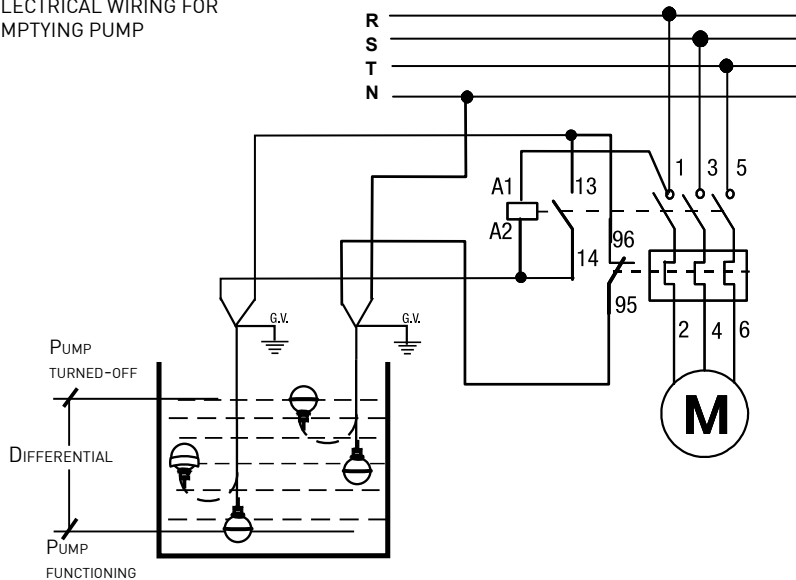 LECTRICAL WIRING FOR
MPTYING PUMP
R
S
T
N
1 3 5
A1 13
A2
14 96
95
G.V. G.V.
2 4 6
M
PUMP
TURNED-OFF
DIFFERENTIAL
PUMP
FUNCTIONING